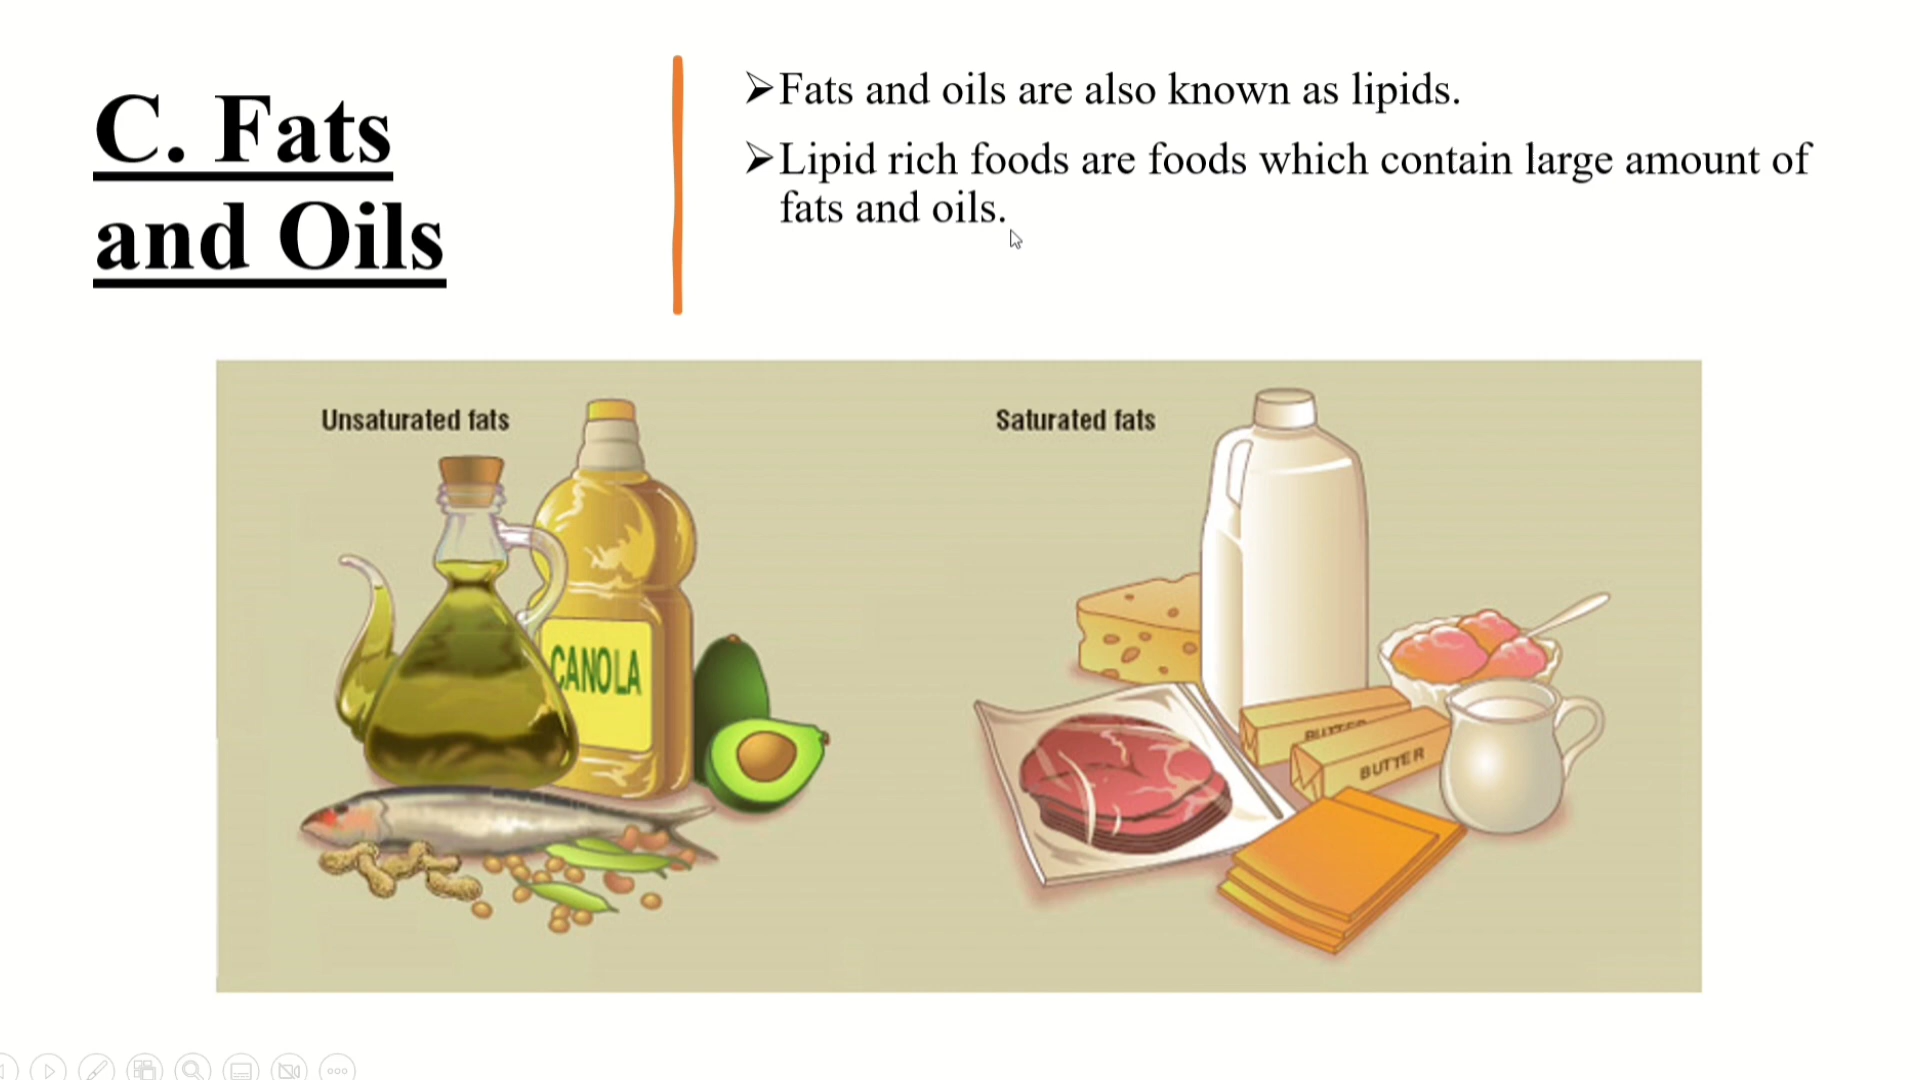 C. Fats
and Oils
➢Fats and oils are also known as lipids.
➢Lipid rich foods are foods which contain large amount of
fats and oils.
Unsaturated fats
Saturated fats
CANOLA
BUTTER
BUTTER